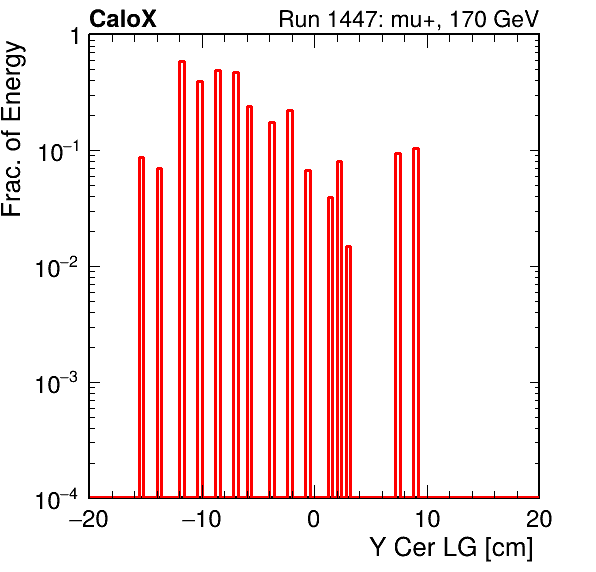 CaloX Run 1447: mu+, 170 GeV
Frac. of Energy
1
10⁻¹
10⁻²
10⁻³
10⁻⁴
−20 −10 0 10 20
Y Cer LG [cm]